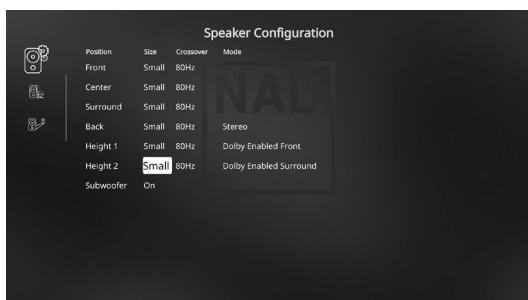 Speaker Configuration
Position Size Crossover Mode
Front Small 80Hz
Center Small 80Hz
Surround Small 80Hz
Back Small 80Hz Stereo
Height 1 Small 80Hz Dolby Enabled Front
Height 2 Small 80Hz Dolby Enabled Surround
Subwoofer On
NAD